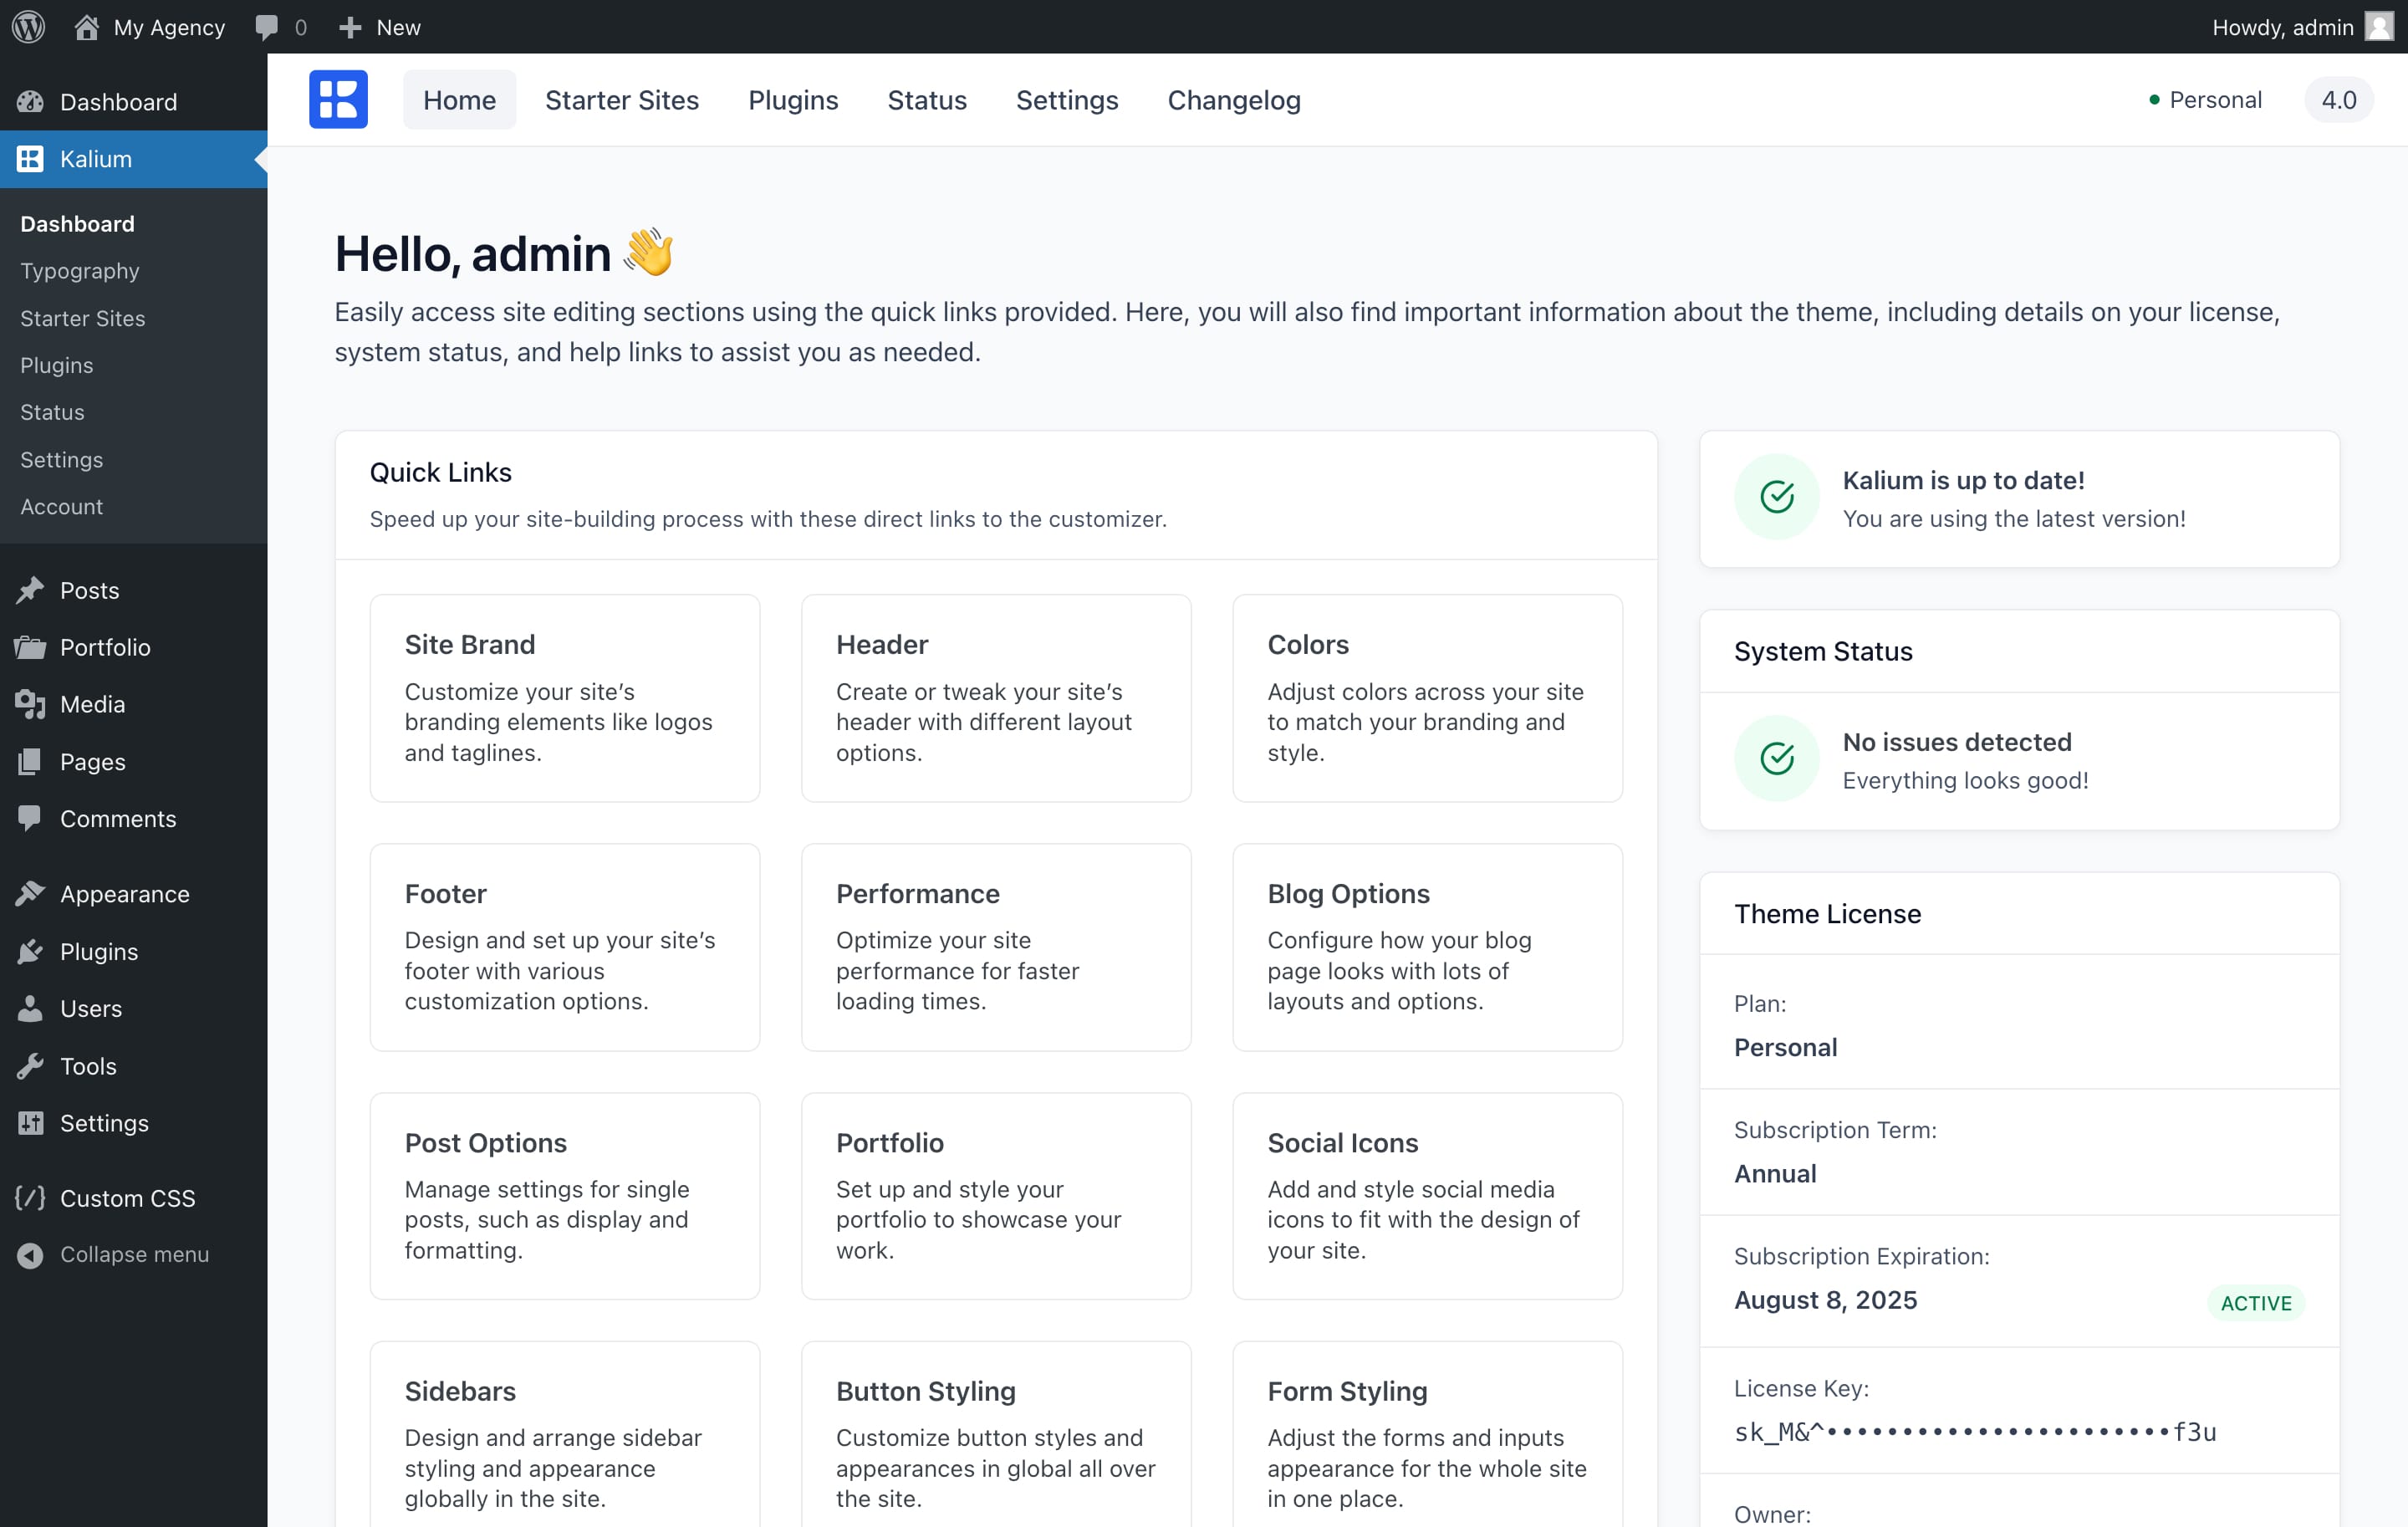 My Agency 0 New Howdy, admin
Dashboard
Kalium
Dashboard
Typography
Starter Sites
Plugins
Status
Settings
Account
Posts
Portfolio
Media
Pages
Comments
Appearance
Plugins
Users
Tools
Settings
Custom CSS
Collapse menu
Home Starter Sites Plugins Status Settings Changelog Personal 4.0
Hello, admin 👋
Easily access site editing sections using the quick links provided. Here, you will also find important information about the theme, including details on your license,
system status, and help links to assist you as needed.
Quick Links
Speed up your site-building process with these direct links to the customizer.
Site Brand
Customize your site’s
branding elements like logos
and taglines.
Header
Create or tweak your site’s
header with different layout
options.
Colors
Adjust colors across your site
to match your branding and
style.
Footer
Design and set up your site’s
footer with various
customization options.
Performance
Optimize your site
performance for faster
loading times.
Blog Options
Configure how your blog
page looks with lots of
layouts and options.
Post Options
Manage settings for single
posts, such as display and
formatting.
Portfolio
Set up and style your
portfolio to showcase your
work.
Social Icons
Add and style social media
icons to fit with the design of
your site.
Sidebars
Design and arrange sidebar
styling and appearance
globally in the site.
Button Styling
Customize button styles and
appearances in global all over
the site.
Form Styling
Adjust the forms and inputs
appearance for the whole site
in one place.
Kalium is up to date!
You are using the latest version!
System Status
No issues detected
Everything looks good!
Theme License
Plan:
Personal
Subscription Term:
Annual
Subscription Expiration:
August 8, 2025 ACTIVE
License Key:
sk_M&^•••••••••••••••••••••••f3u
Owner: